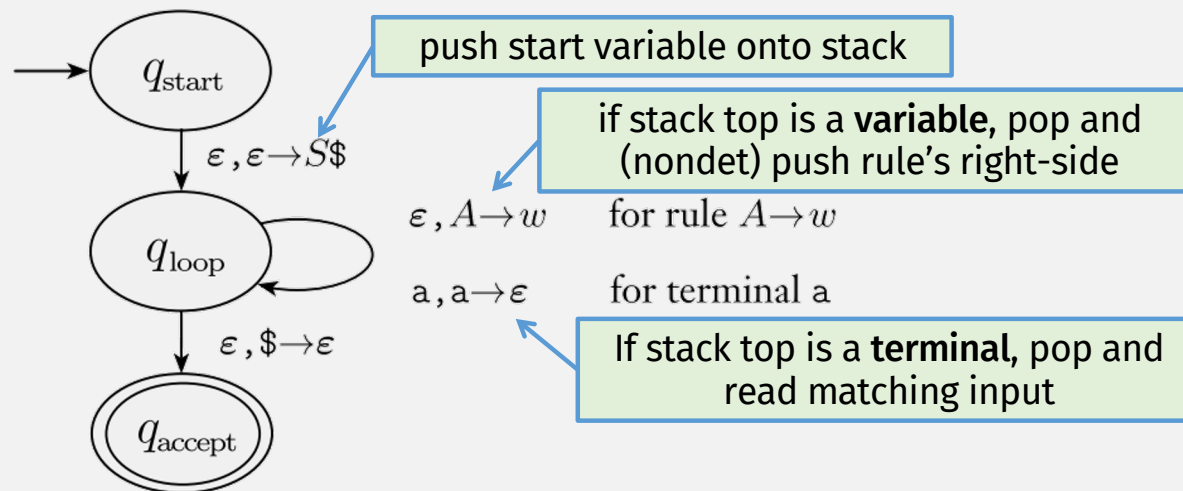 push start variable onto stack
q_start
if stack top is a variable, pop and
(nondet) push rule's right-side
ε,ε→S$
ε,A→w for rule A→w
q_loop
a,a→ε for terminal a
ε,$→ε
If stack top is a terminal, pop and
read matching input
q_accept